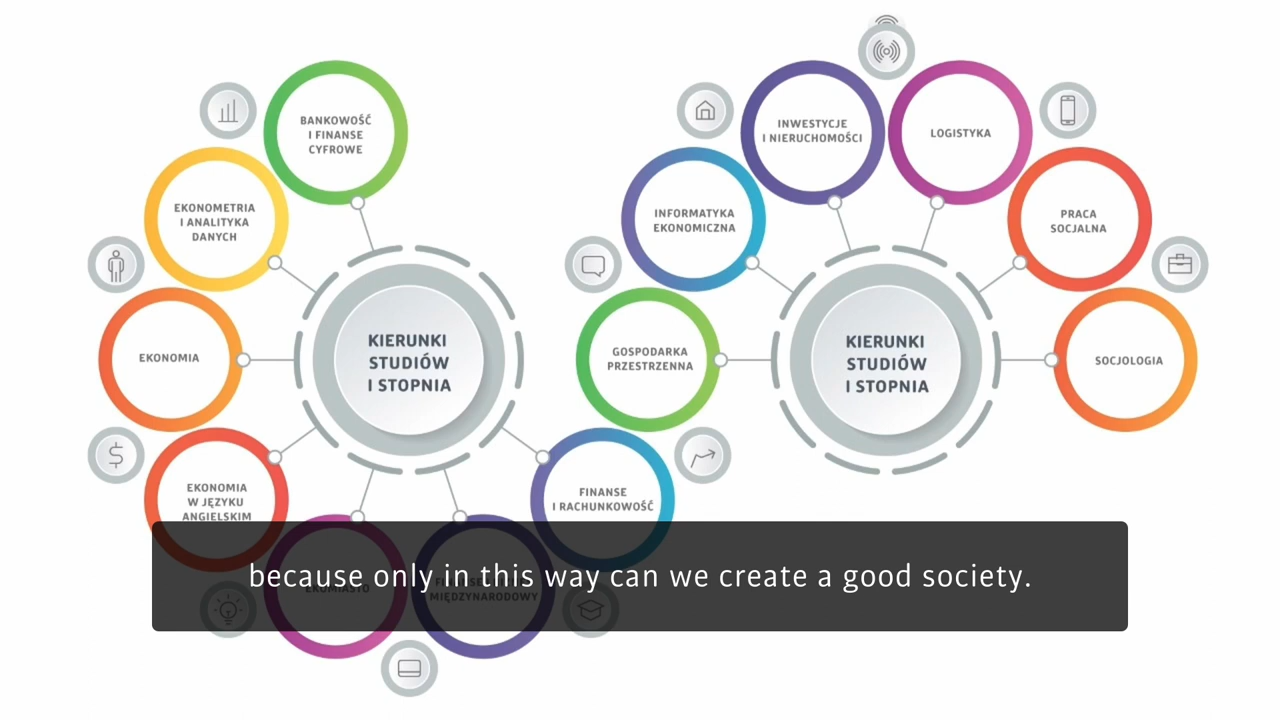 BANKOWOŚĆ
I FINANSE
CYFROWE
EKONOMETRIA
I ANALITYKA
DANYCH
EKONOMIA
EKONOMIA
W JĘZYKU
ANGIELSKIM
EKOMIASTO
MIĘDZYNARODOWY
FINANSE
I RACHUNKOWOŚĆ
KIERUNKI
STUDIÓW
I STOPNIA
GOSPODARKA
PRZESTRZENNA
INFORMATYKA
EKONOMICZNA
INWESTYCJE
I NIERUCHOMOŚCI
LOGISTYKA
PRACA
SOCJALNA
SOCJOLOGIA
KIERUNKI
STUDIÓW
I STOPNIA
because only in this way can we create a good society.